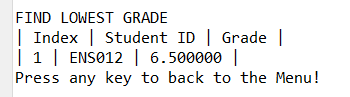 FIND LOWEST GRADE
| Index | Student ID | Grade |
| 1 | ENS012 | 6.500000 |
Press any key to back to the Menu!